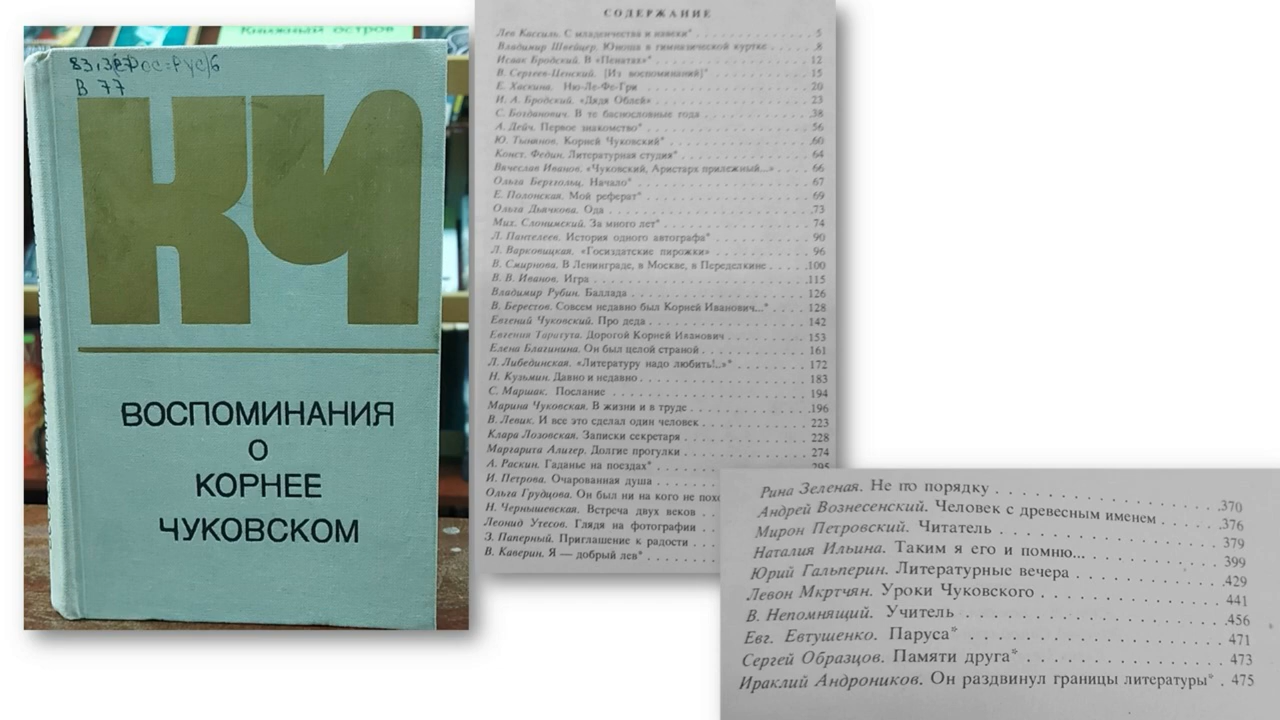 Книжный остров
83.3(2Рос=Рус)6
В 77
КИ
ВОСПОМИНАНИЯ
О
КОРНЕЕ
ЧУКОВСКОМ
СОДЕРЖАНИЕ
Лев Кассиль. С младенчества и навеки* . . . 5
Владимир Швейцер. Юноша в гимназической куртке . . . 8
Исаак Бродский. В «Пенатах»* . . . 12
В. Сергеев-Ценский. [Из воспоминаний]* . . . 15
Е. Хаскина. Ню-Ле-Фе-Гри . . . 20
И. А. Бродский. «Дядя Облей» . . . 23
С. Богданович. В те баснословные года . . . 38
А. Дейч. Первое знакомство* . . . 56
Ю. Тынянов. Корней Чуковский* . . . 60
Конст. Федин. Литературная студия* . . . 64
Вячеслав Иванов. «Чуковский, Аристарх прилежный...» . . . 66
Ольга Берггольц. Начало* . . . 67
Е. Полонская. Мой реферат* . . . 69
Ольга Дьячкова. Ода . . . 73
Мих. Слонимский. За много лет* . . . 74
Л. Пантелеев. История одного автографа* . . . 90
Л. Варковицкая. «Госиздатские пирожки» . . . 96
В. Смирнова. В Ленинграде, в Москве, в Переделкине . . . 100
В. В. Иванов. Игра . . . 115
Владимир Рубин. Баллада . . . 126
В. Берестов. Совсем недавно был Корней Иванович...* . . . 128
Евгений Чуковский. Про деда . . . 142
Евгения Таратута. Дорогой Корней Иванович . . . 153
Елена Благинина. Он был целой страной . . . 161
Л. Либединская. «Литературу надо любить!..»* . . . 172
Н. Кузьмин. Давно и недавно . . . 183
С. Маршак. Послание . . . 194
Марина Чуковская. В жизни и в труде . . . 196
В. Левик. И все это сделал один человек . . . 223
Клара Лозовская. Записки секретаря . . . 228
Маргарита Алигер. Долгие прогулки . . . 274
А. Раскин. Гаданье на поездах* . . . 295
И. Петрова. Очарованная душа . . .
Ольга Грудцова. Он был ни на кого не похо
Н. Чернышевская. Встреча двух веков . . .
Леонид Утесов. Глядя на фотографии . . .
З. Паперный. Приглашение к радости . . .
В. Каверин. Я — добрый лев* . . .
Рина Зеленая. Не по порядку . . . 370
Андрей Вознесенский. Человек с древесным именем . . . 376
Мирон Петровский. Читатель . . . 379
Наталия Ильина. Таким я его и помню... . . . 399
Юрий Гальперин. Литературные вечера . . . 429
Левон Мкртчян. Уроки Чуковского . . . 441
В. Непомнящий. Учитель . . . 456
Евг. Евтушенко. Паруса* . . . 471
Сергей Образцов. Памяти друга* . . . 473
Ираклий Андроников. Он раздвинул границы литературы* . 475